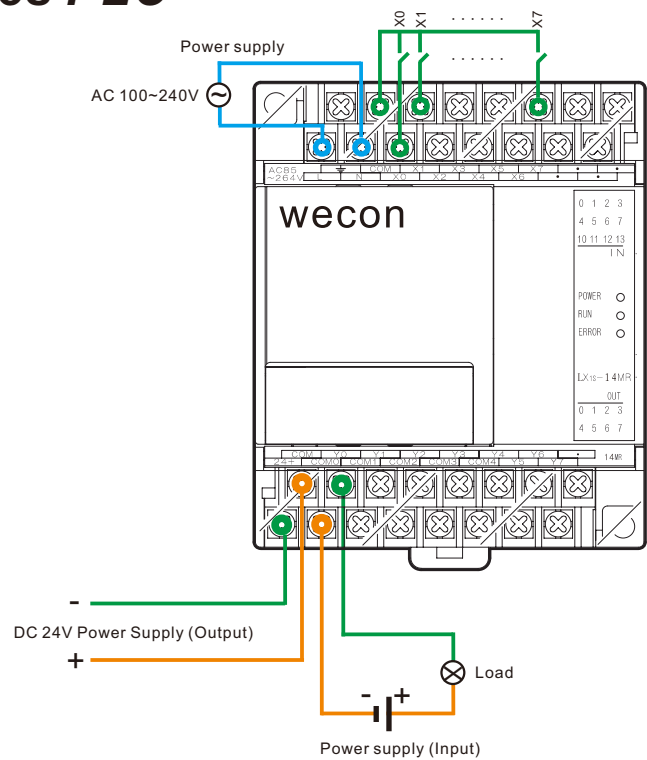 PLC
X0 X1 ...... X7
Power supply
......
AC 100~240V
AC85 ⏚ COM X1 X3 X5 X7 • •
~264V L N X0 X2 X4 X6 • • •
wecon
0 1 2 3
4 5 6 7
10 11 12 13
IN
POWER
RUN
ERROR
LX1S-14MR
OUT
0 1 2 3
4 5 6 7
COM Y0 Y1 Y2 Y3 Y4 Y6 •
24+ COM0 COM1 COM2 COM3 COM4 Y5 Y7
14MR
-
DC 24V Power Supply (Output)
+
Load
- +
Power supply (Input)